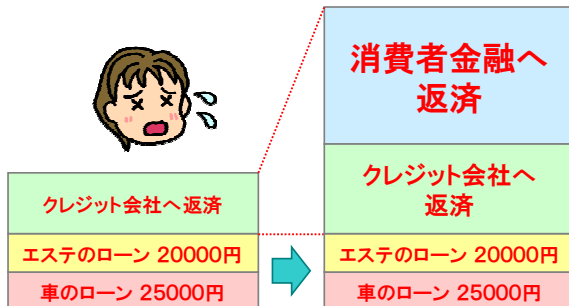 クレジット会社へ返済
エステのローン 20000円
車のローン 25000円
消費者金融へ
返済
クレジット会社へ
返済
エステのローン 20000円
車のローン 25000円